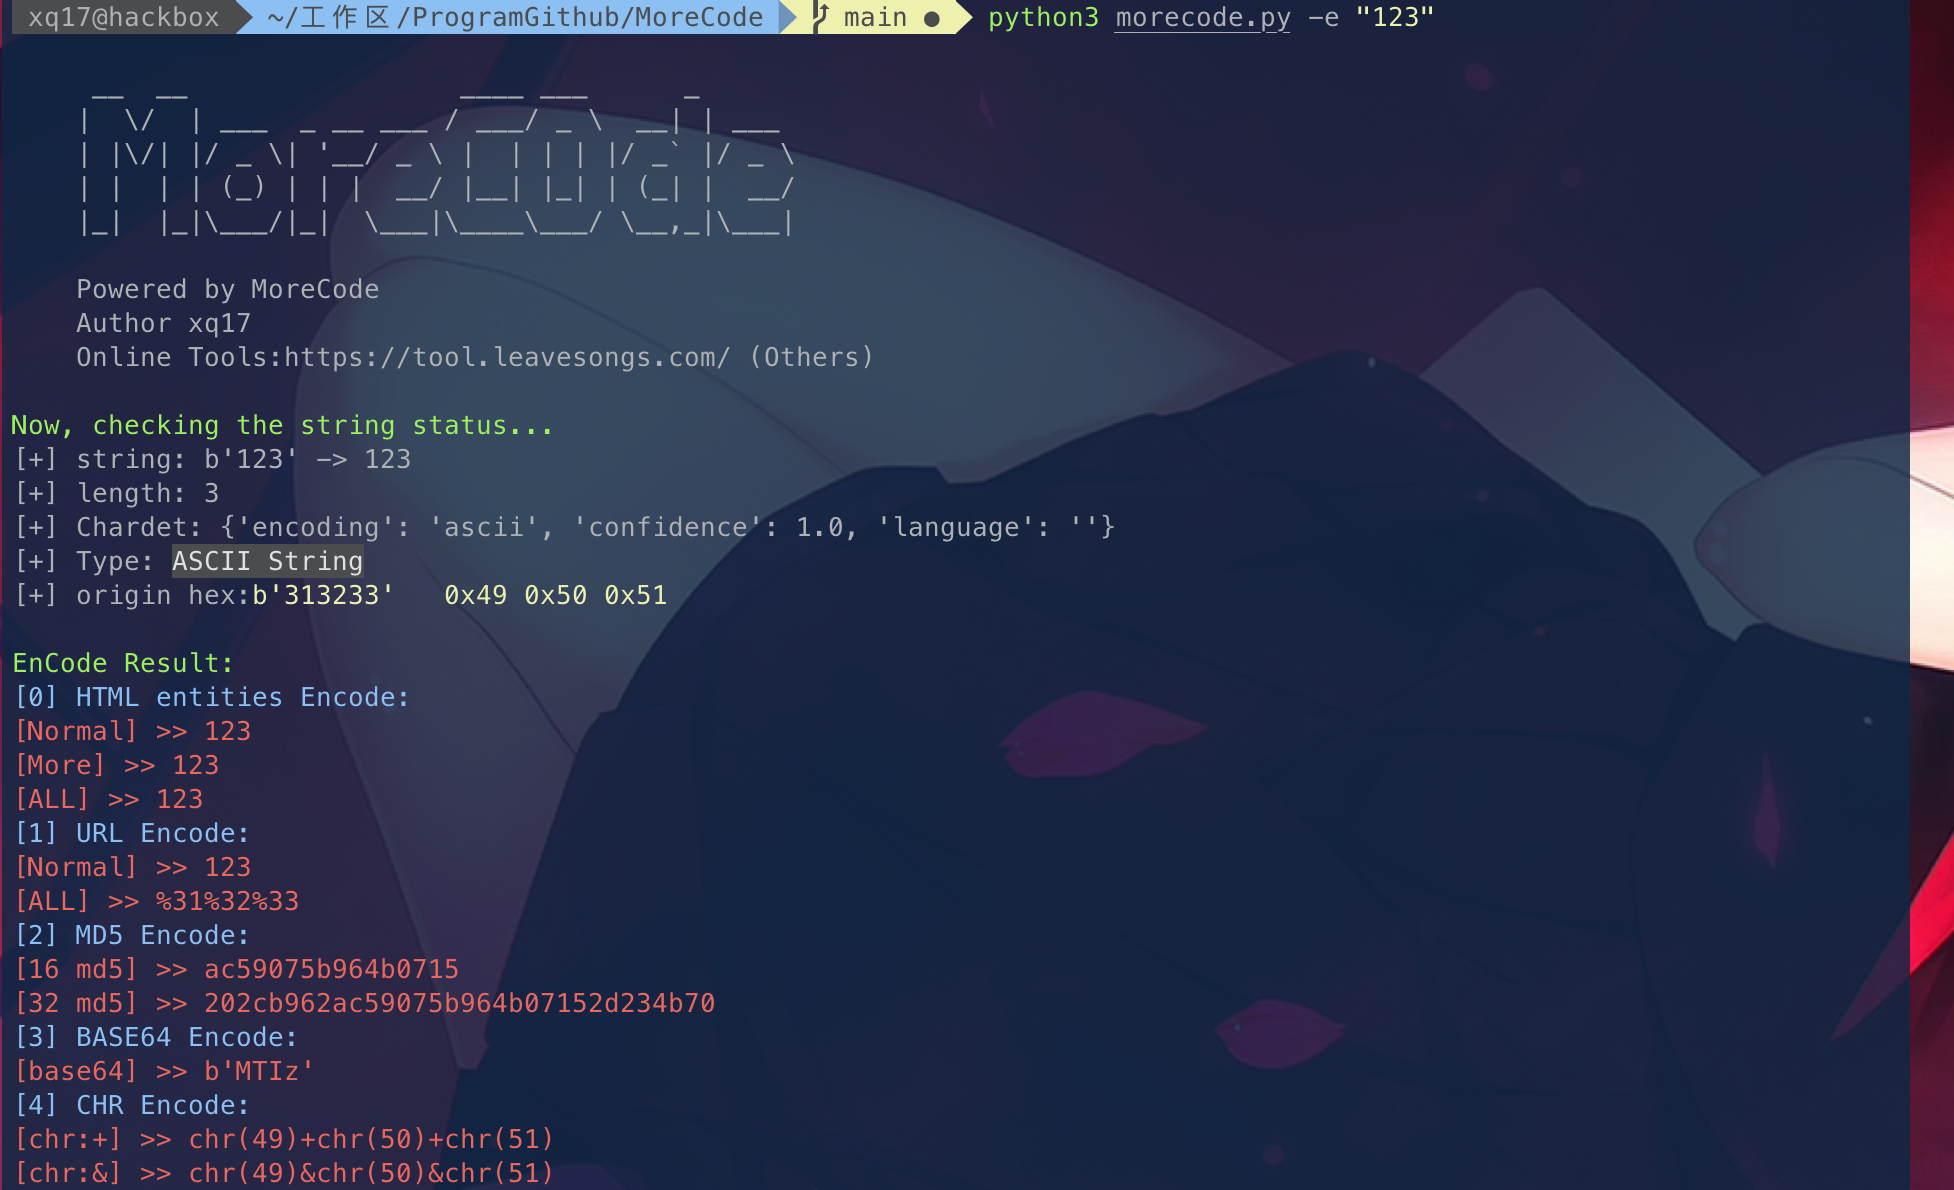 xq17@hackbox ~/工作区/ProgramGithub/MoreCode main ● python3 morecode.py -e "123"
 __  __                 ____ ___      _
|  \/  | ___  _ __ ___ / ___/ _ \  __| | ___
| |\/| |/ _ \| '__/ _ \ |  | | | |/ _` |/ _ \
| |  | | (_) | | |  __/ |__| |_| | (_| |  __/
|_|  |_|\___/|_|  \___|\____\___/ \__,_|\___|
Powered by MoreCode
Author xq17
Online Tools:https://tool.leavesongs.com/ (Others)
Now, checking the string status...
[+] string: b'123' -> 123
[+] length: 3
[+] Chardet: {'encoding': 'ascii', 'confidence': 1.0, 'language': ''}
[+] Type: ASCII String
[+] origin hex:b'313233'   0x49 0x50 0x51
EnCode Result:
[0] HTML entities Encode:
[Normal] >> 123
[More] >> 123
[ALL] >> 123
[1] URL Encode:
[Normal] >> 123
[ALL] >> %31%32%33
[2] MD5 Encode:
[16 md5] >> ac59075b964b0715
[32 md5] >> 202cb962ac59075b964b07152d234b70
[3] BASE64 Encode:
[base64] >> b'MTIz'
[4] CHR Encode:
[chr:+] >> chr(49)+chr(50)+chr(51)
[chr:&] >> chr(49)&chr(50)&chr(51)